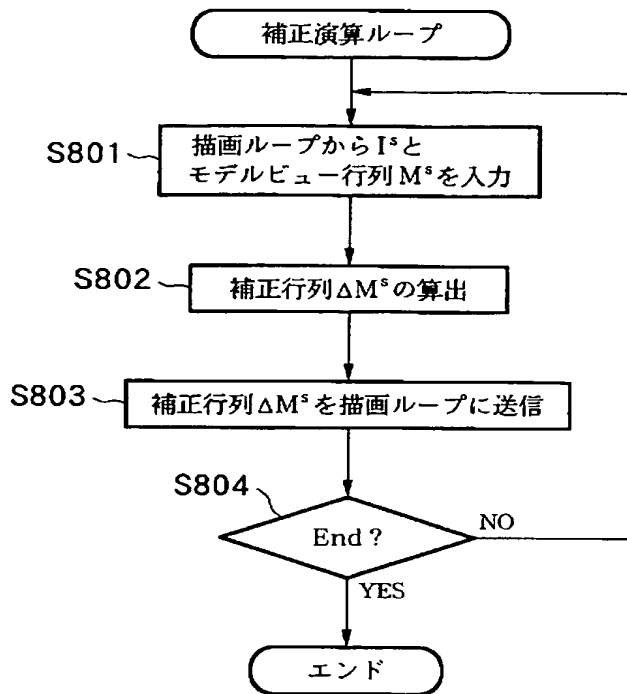 補正演算ループ
S801
描画ループからIˢと
モデルビュー行列Mˢを入力
S802
補正行列ΔMˢの算出
S803
補正行列ΔMˢを描画ループに送信
S804
End?
NO
YES
エンド